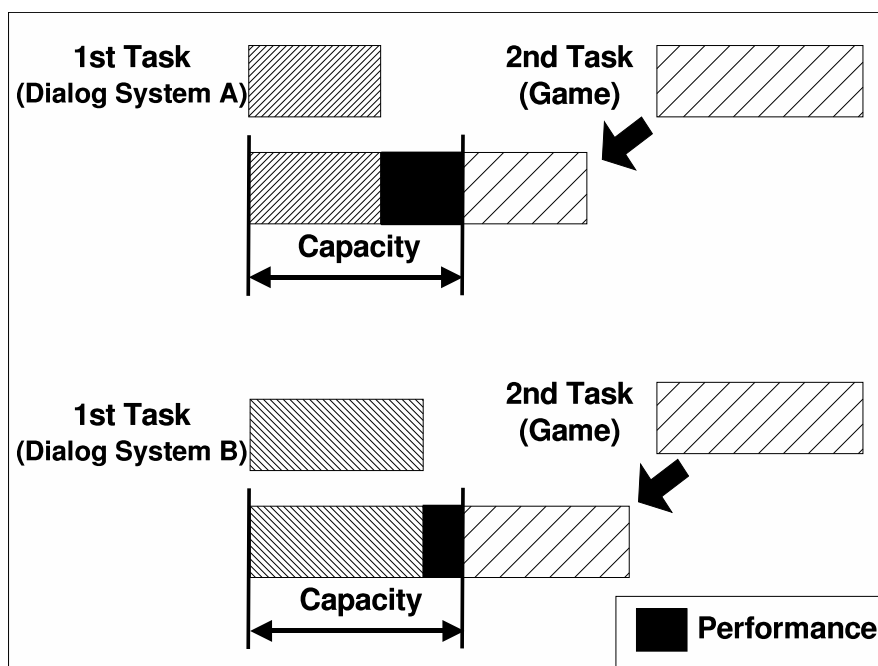 1st Task
(Dialog System A)
2nd Task
(Game)
Capacity
1st Task
(Dialog System B)
2nd Task
(Game)
Capacity
Performance